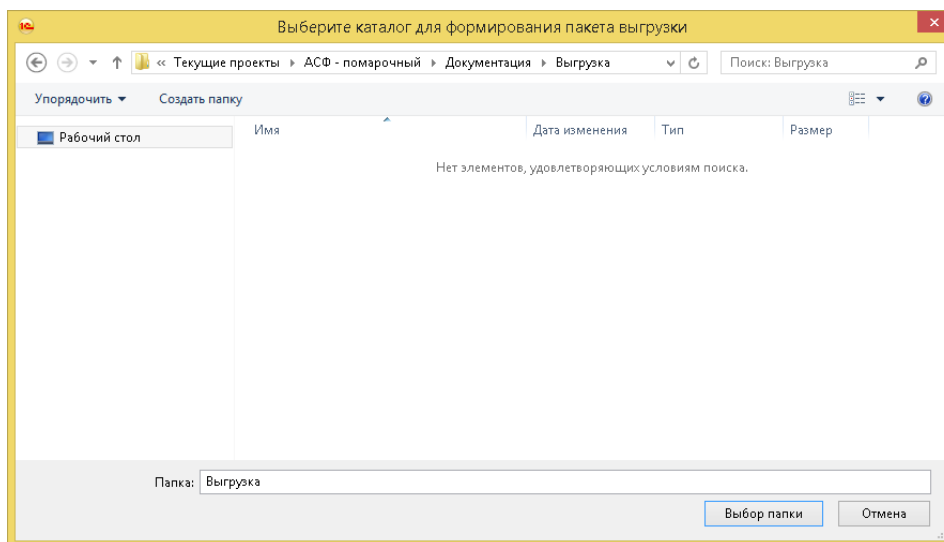 1С
Выберите каталог для формирования пакета выгрузки
« Текущие проекты АСФ - помарочный Документация Выгрузка Поиск: Выгрузка
Упорядочить Создать папку
Рабочий стол
Имя Дата изменения Тип Размер
Нет элементов, удовлетворяющих условиям поиска.
Папка: Выгрузка
Выбор папки Отмена